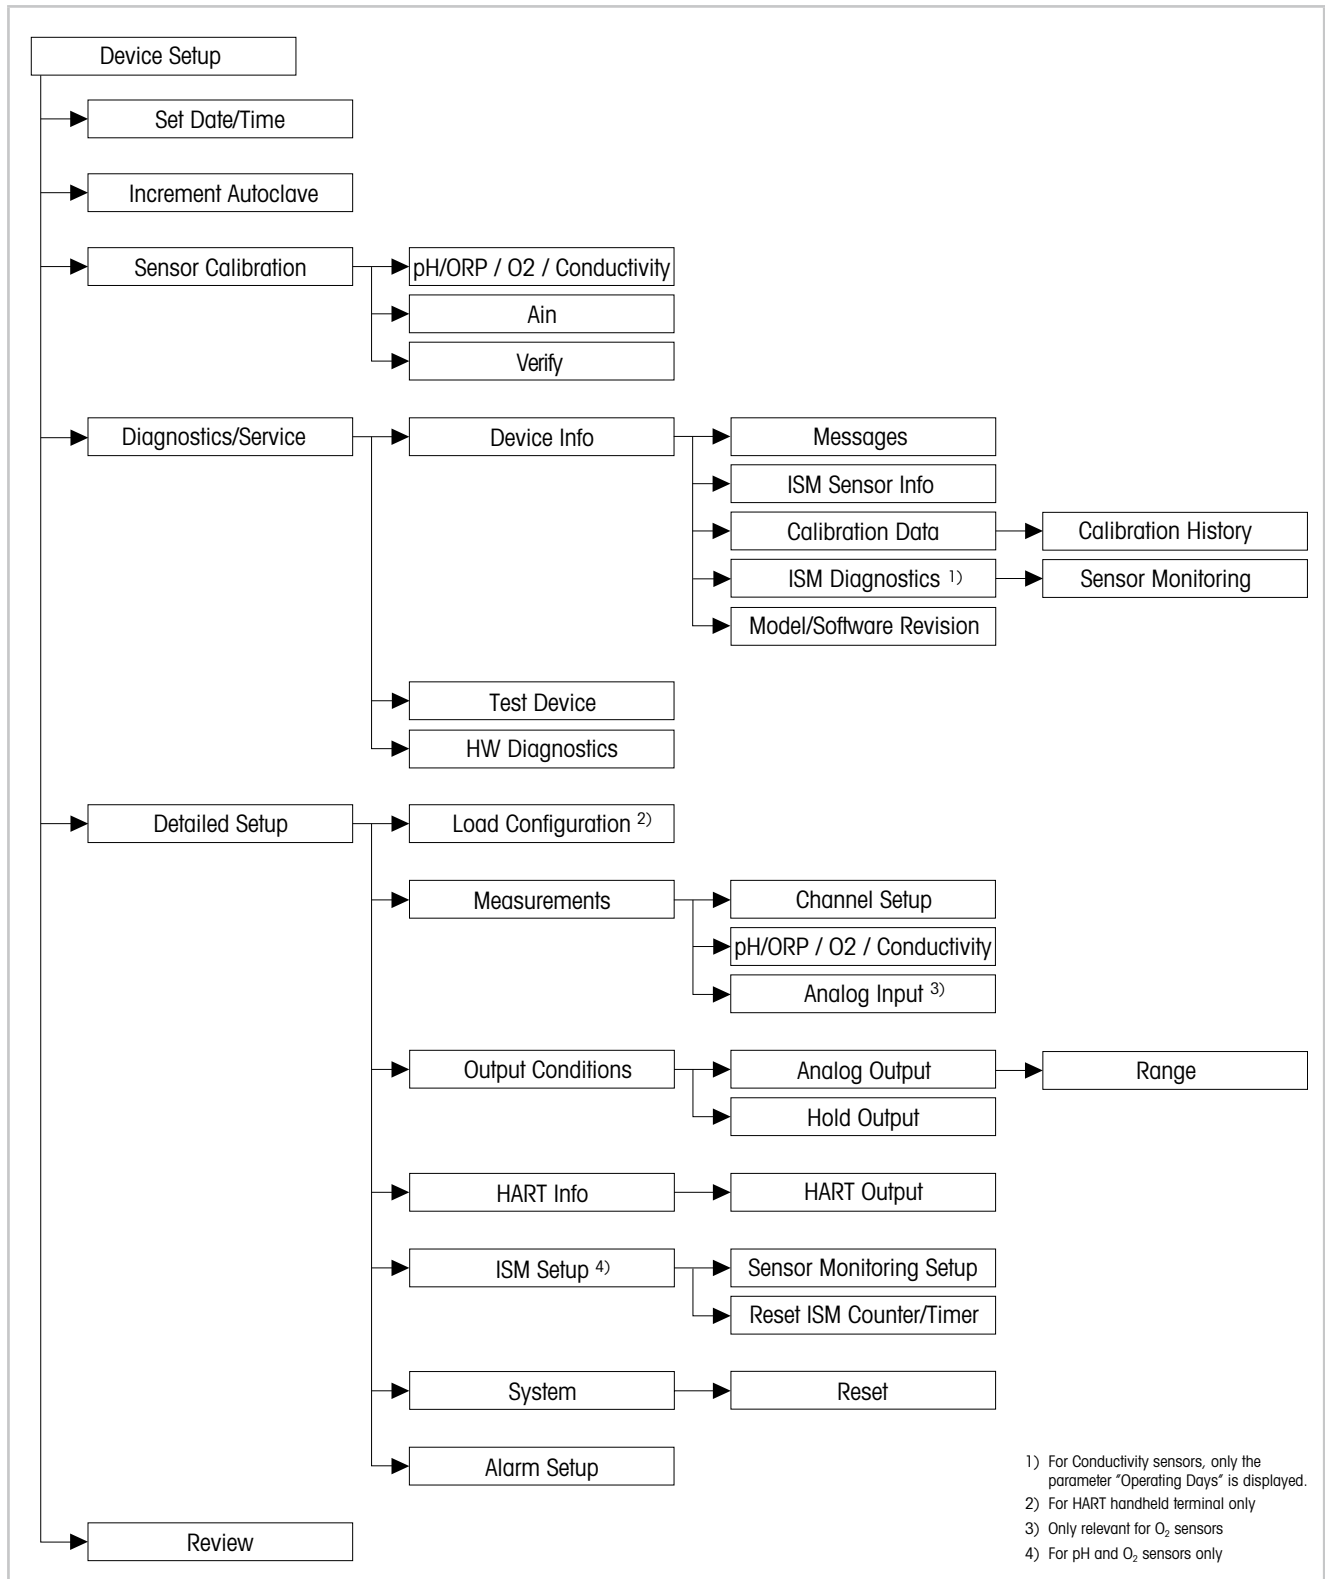 Device Setup
Set Date/Time
Increment Autoclave
Sensor Calibration
pH/ORP / O2 / Conductivity
Ain
Verify
Diagnostics/Service
Device Info
Messages
ISM Sensor Info
Calibration Data
Calibration History
ISM Diagnostics 1)
Sensor Monitoring
Model/Software Revision
Test Device
HW Diagnostics
Detailed Setup
Load Configuration 2)
Measurements
Channel Setup
pH/ORP / O2 / Conductivity
Analog Input 3)
Output Conditions
Analog Output
Range
Hold Output
HART Info
HART Output
ISM Setup 4)
Sensor Monitoring Setup
Reset ISM Counter/Timer
System
Reset
Alarm Setup
Review
1) For Conductivity sensors, only the
parameter "Operating Days" is displayed.
2) For HART handheld terminal only
3) Only relevant for O₂ sensors
4) For pH and O₂ sensors only